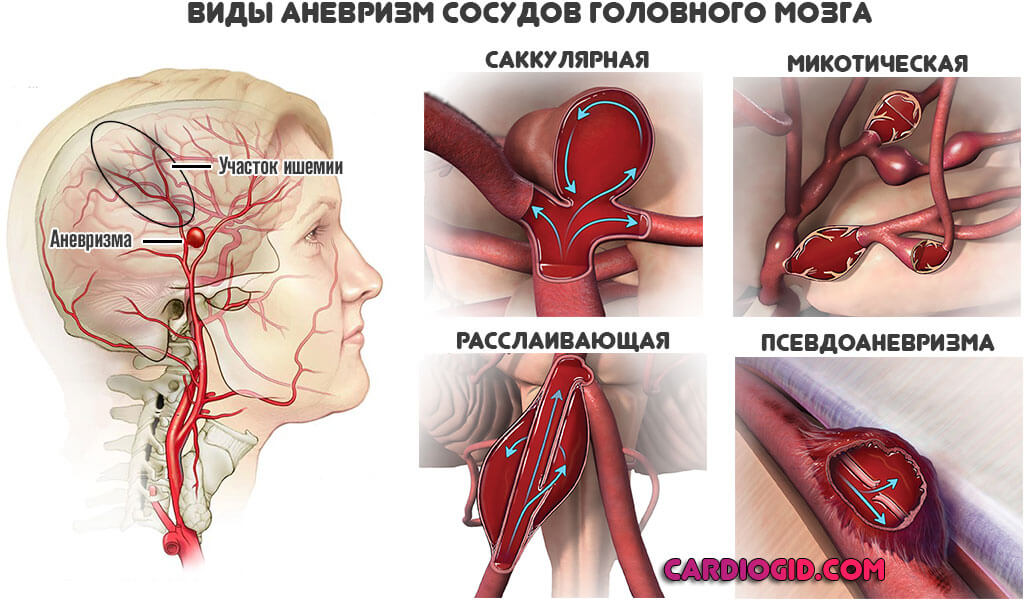 ВИДЫ АНЕВРИЗМ СОСУДОВ ГОЛОВНОГО МОЗГА
САККУЛЯРНАЯ
МИКОТИЧЕСКАЯ
Участок ишемии
Аневризма
РАССЛАИВАЮЩАЯ
ПСЕВДОАНЕВРИЗМА
CARDIOGID.COM